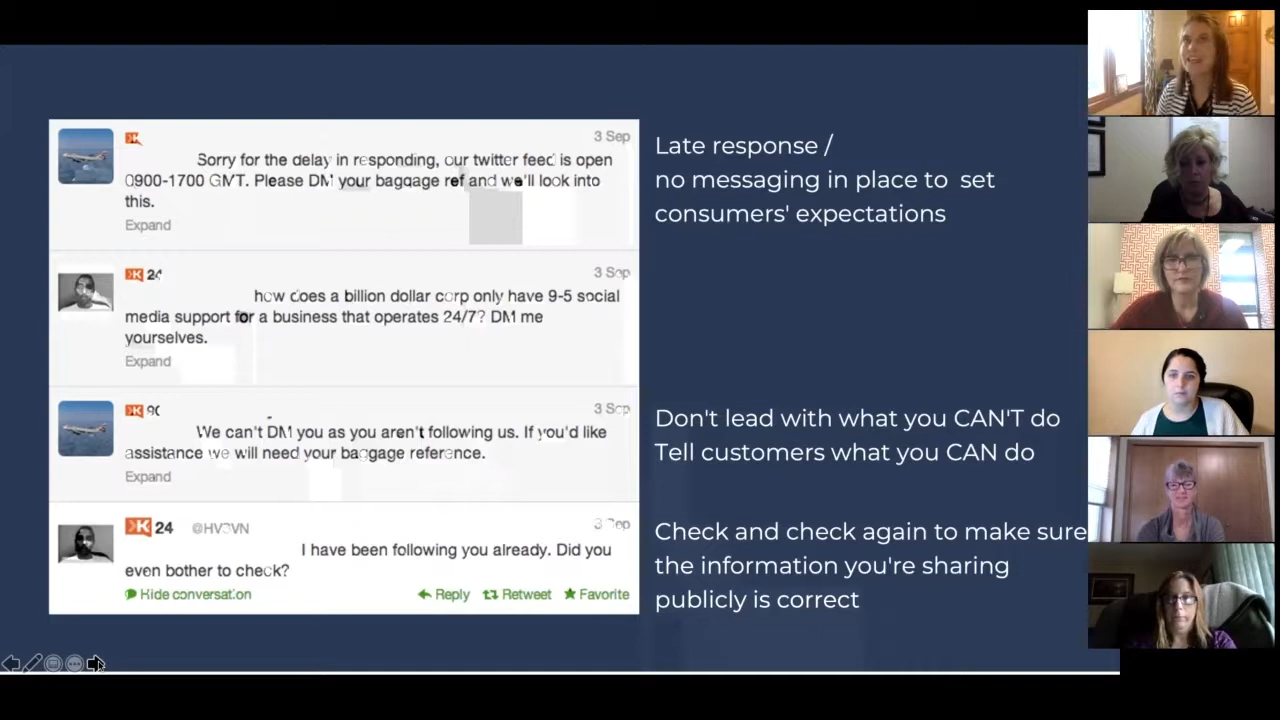 3 Sep
Sorry for the delay in responding, our twitter feed is open
0900-1700 GMT. Please DM your baggage ref and we'll look into
this.
Expand
K 24
3 Sep
how does a billion dollar corp only have 9-5 social
media support for a business that operates 24/7? DM me
yourselves.
Expand
3 Sep
We can't DM you as you aren't following us. If you'd like
assistance we will need your baggage reference.
Expand
K 24
3 Sep
I have been following you already. Did you
even bother to check?
Hide conversation Reply Retweet Favorite
Late response /
no messaging in place to set
consumers' expectations
Don't lead with what you CAN'T do
Tell customers what you CAN do
Check and check again to make sure
the information you're sharing
publicly is correct